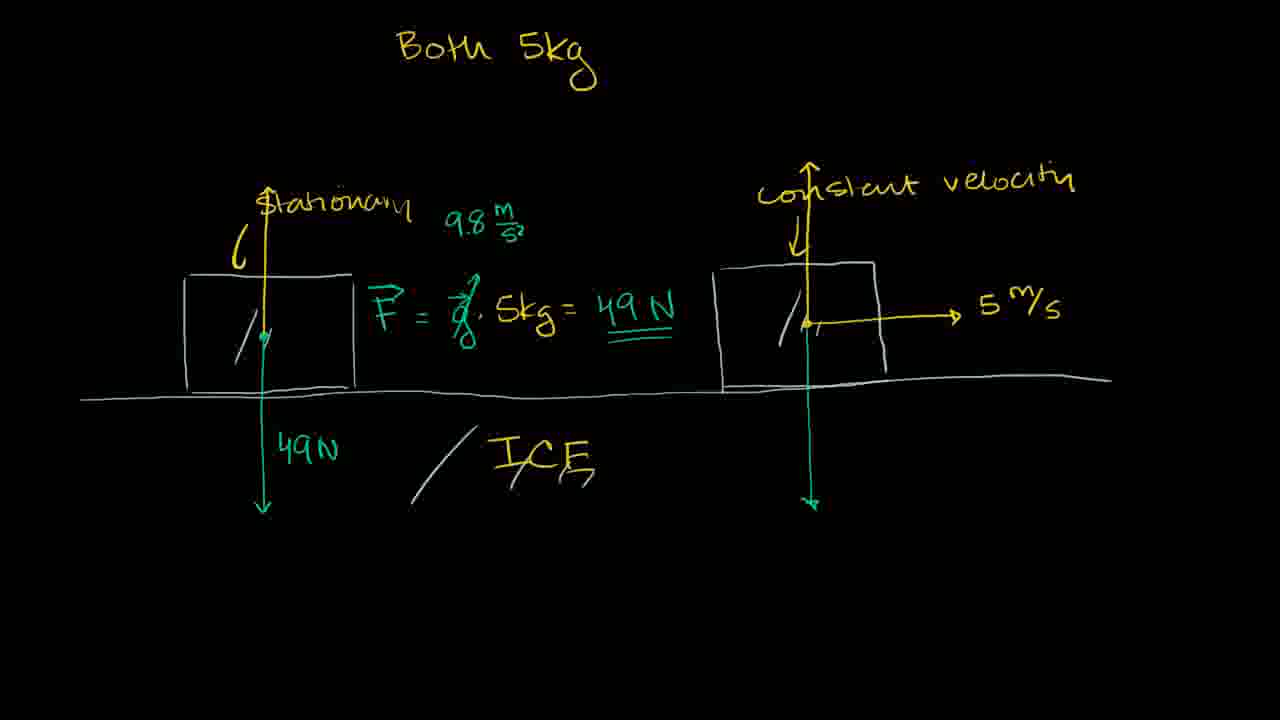 Both 5kg
Stationary
constant velocity
9.8 m/s²
F⃗ = g⃗ · 5kg = 49 N
5 m/s
49N
ICE